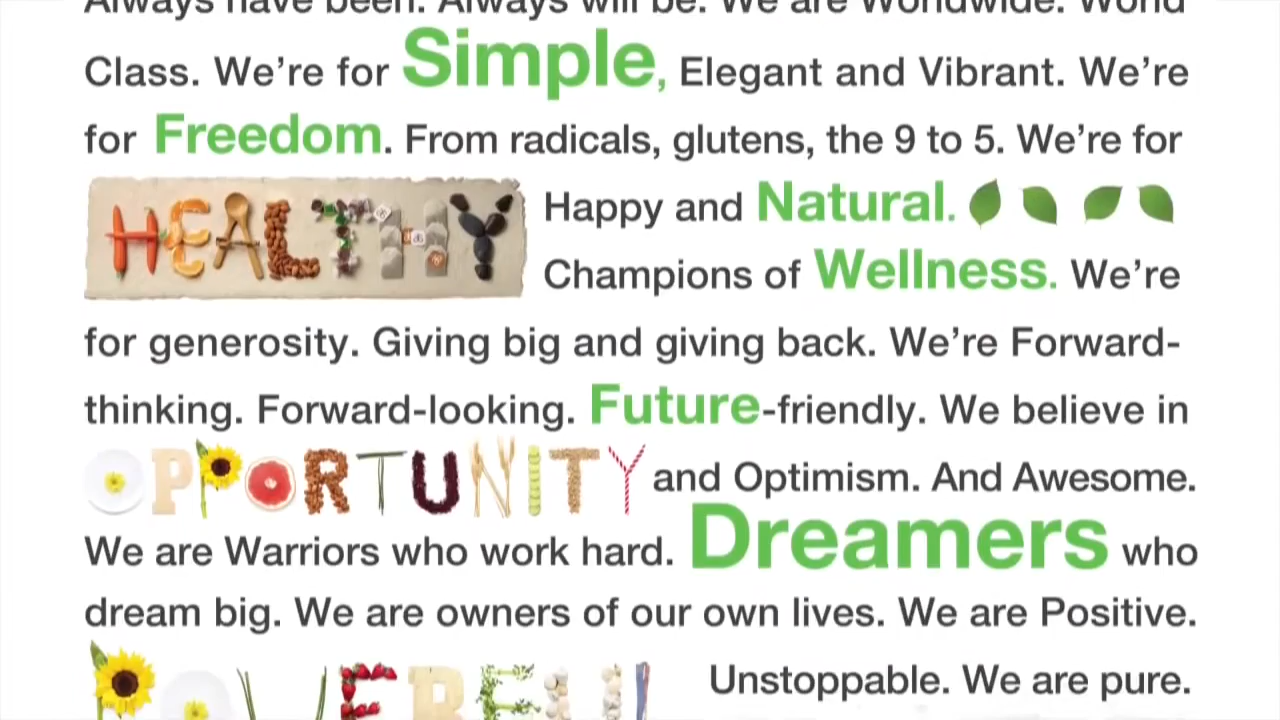 Always have been. Always will be. We are Worldwide. World
Class. We're for Simple, Elegant and Vibrant. We're
for Freedom. From radicals, glutens, the 9 to 5. We're for
HEALTHY Happy and Natural.
Champions of Wellness. We're
for generosity. Giving big and giving back. We're Forward-
thinking. Forward-looking. Future-friendly. We believe in
OPPORTUNITY and Optimism. And Awesome.
We are Warriors who work hard. Dreamers who
dream big. We are owners of our own lives. We are Positive.
POWERFUL Unstoppable. We are pure.